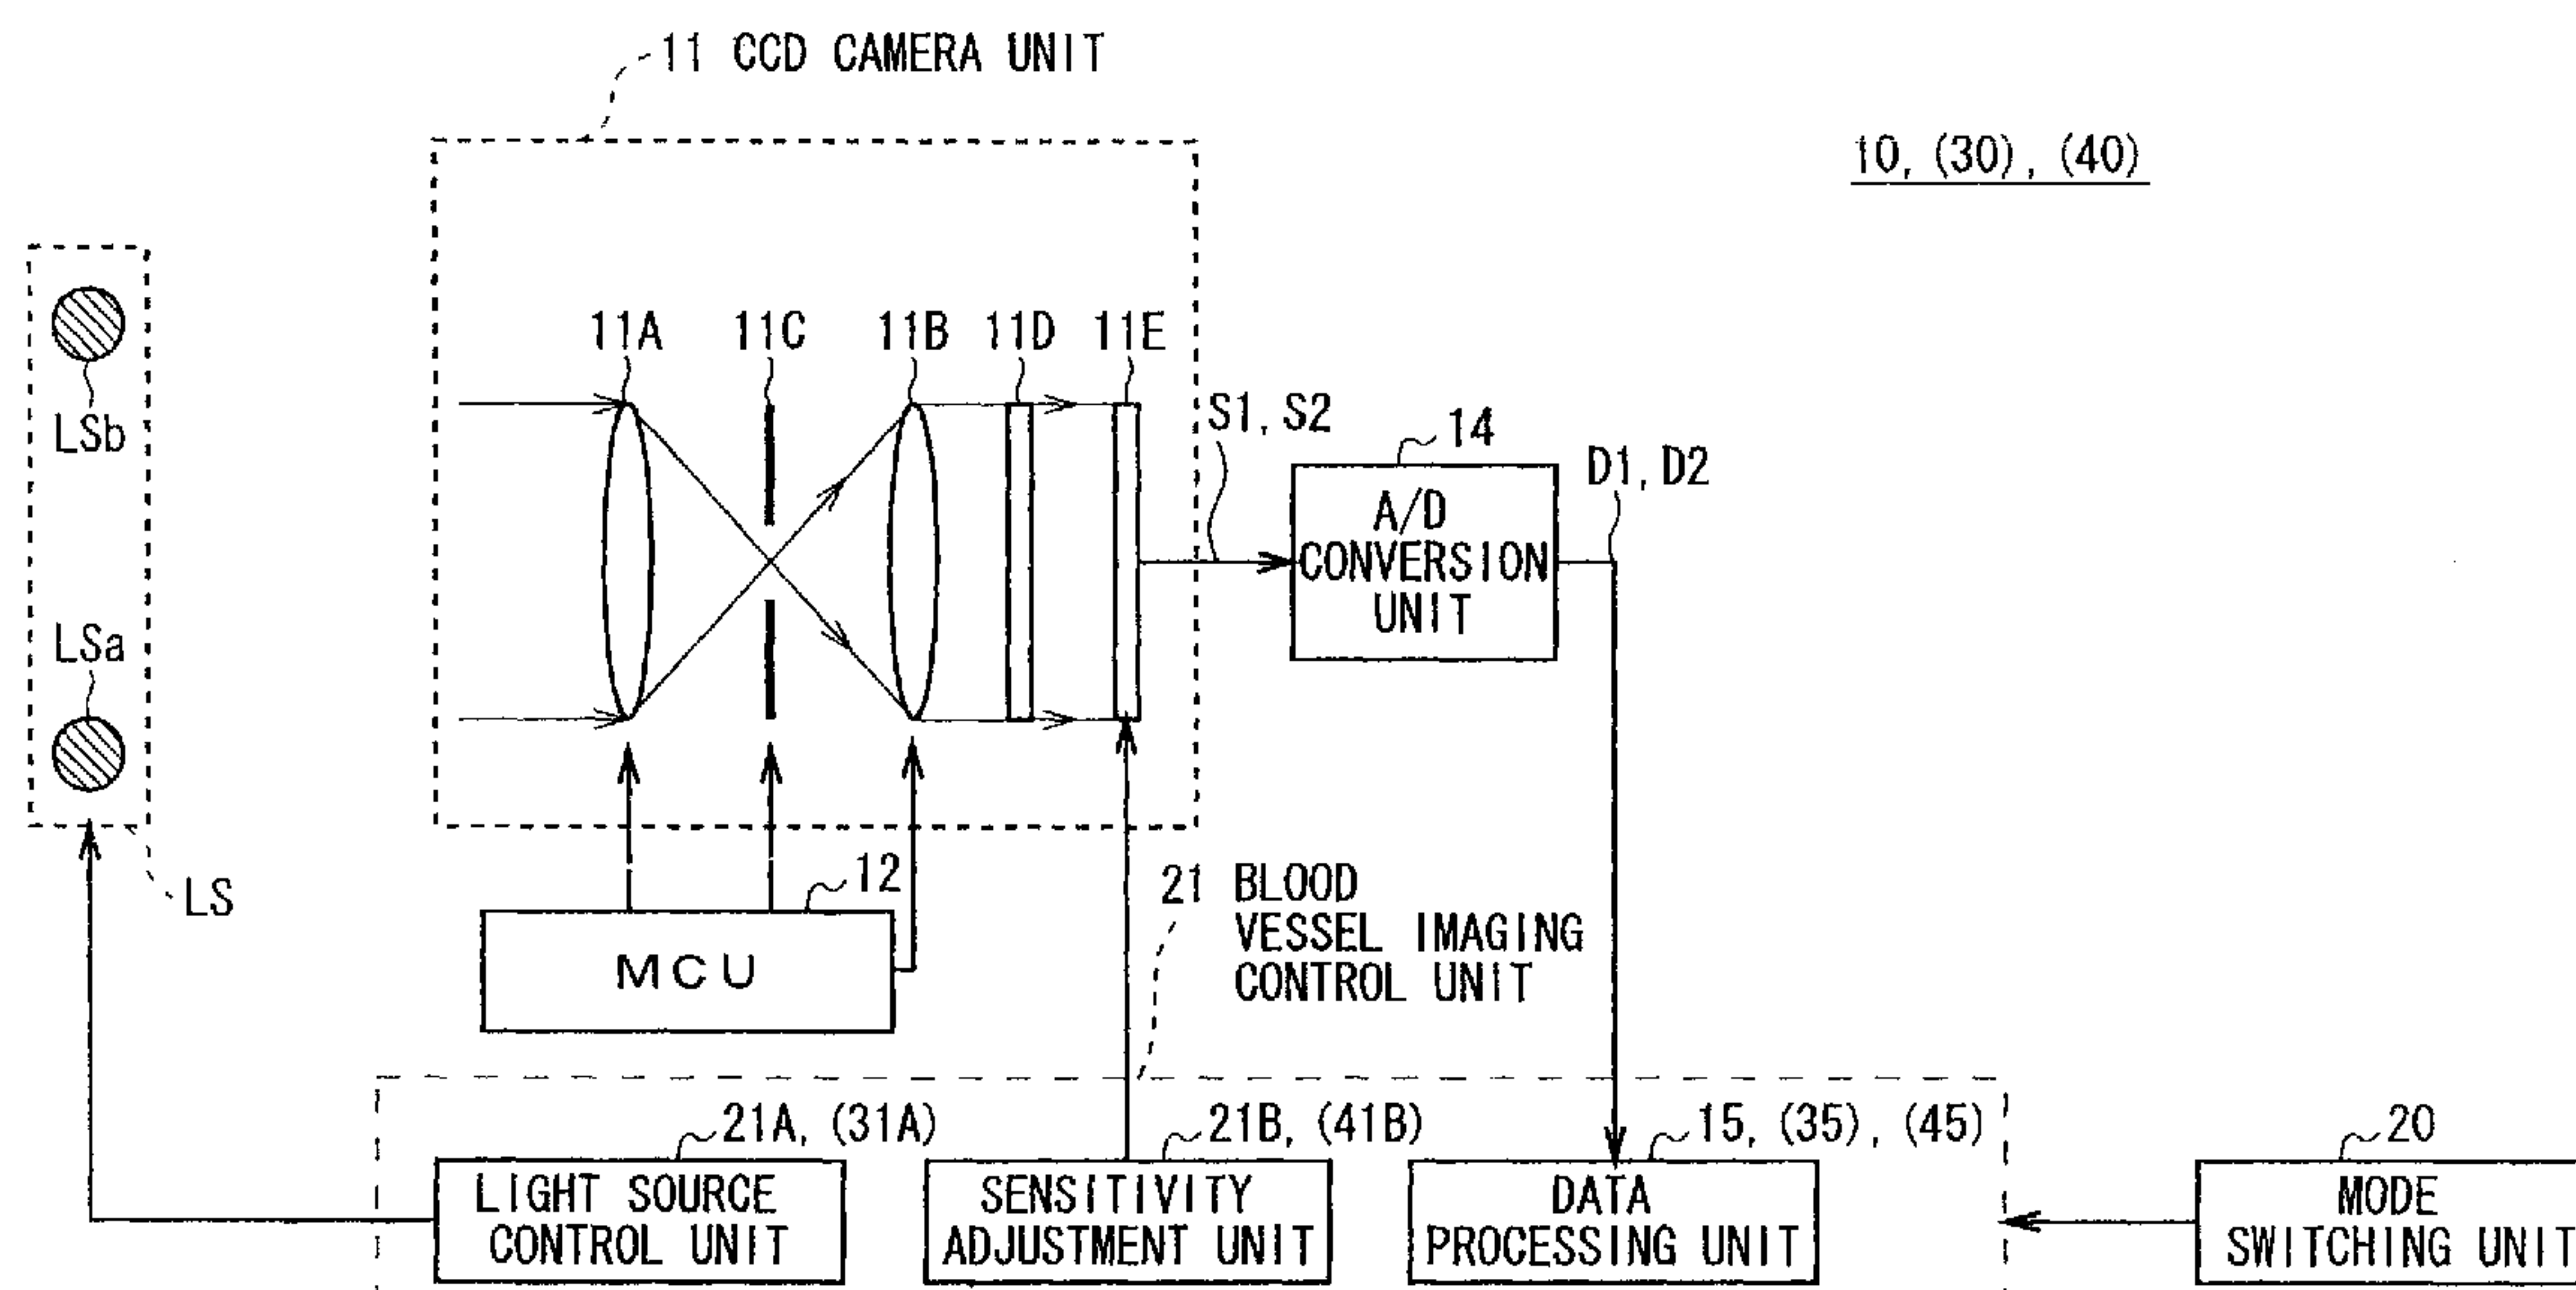 11 CCD CAMERA UNIT
10, (30), (40)
11A
11C
11B
11D
11E
LSb
S1, S2
14
D1, D2
A/D
CONVERSION
UNIT
LSa
12
21 BLOOD
VESSEL IMAGING
CONTROL UNIT
LS
MCU
21A, (31A)
21B, (41B)
15, (35), (45)
20
LIGHT SOURCE
CONTROL UNIT
SENSITIVITY
ADJUSTMENT UNIT
DATA
PROCESSING UNIT
MODE
SWITCHING UNIT